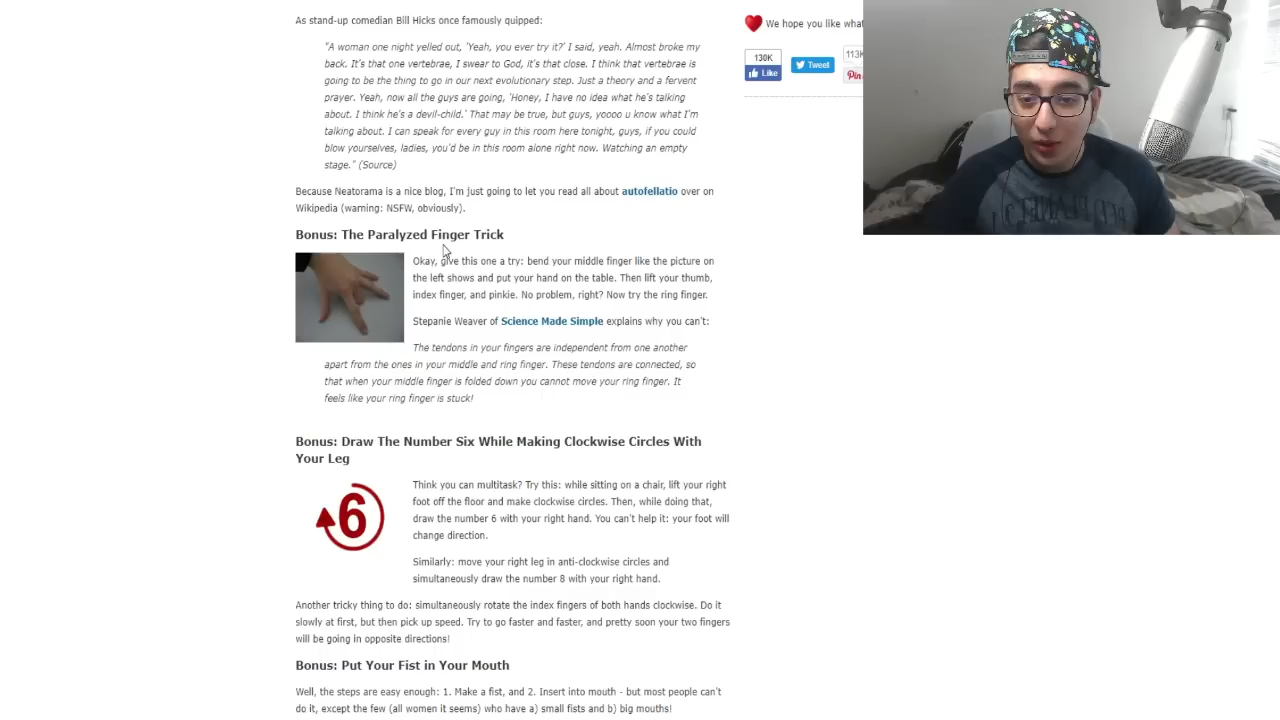 As stand-up comedian Bill Hicks once famously quipped:
"A woman one night yelled out, 'Yeah, you ever try it?' I said, yeah. Almost broke my
back. It's that one vertebrae, I swear to God, it's that close. I think that vertebrae is
going to be the thing to go in our next evolutionary step. Just a theory and a fervent
prayer. Yeah, now all the guys are going, 'Honey, I have no idea what he's talking
about. I think he's a devil-child.' That may be true, but guys, yoooo u know what I'm
talking about. I can speak for every guy in this room here tonight, guys, if you could
blow yourselves, ladies, you'd be in this room alone right now. Watching an empty
stage." (Source)
Because Neatorama is a nice blog, I'm just going to let you read all about autofellatio over on
Wikipedia (warning: NSFW, obviously).
Bonus: The Paralyzed Finger Trick
Okay, give this one a try: bend your middle finger like the picture on
the left shows and put your hand on the table. Then lift your thumb,
index finger, and pinkie. No problem, right? Now try the ring finger.
Stepanie Weaver of Science Made Simple explains why you can't:
The tendons in your fingers are independent from one another
apart from the ones in your middle and ring finger. These tendons are connected, so
that when your middle finger is folded down you cannot move your ring finger. It
feels like your ring finger is stuck!
Bonus: Draw The Number Six While Making Clockwise Circles With
Your Leg
6
Think you can multitask? Try this: while sitting on a chair, lift your right
foot off the floor and make clockwise circles. Then, while doing that,
draw the number 6 with your right hand. You can't help it: your foot will
change direction.
Similarly: move your right leg in anti-clockwise circles and
simultaneously draw the number 8 with your right hand.
Another tricky thing to do: simultaneously rotate the index fingers of both hands clockwise. Do it
slowly at first, but then pick up speed. Try to go faster and faster, and pretty soon your two fingers
will be going in opposite directions!
Bonus: Put Your Fist in Your Mouth
Well, the steps are easy enough: 1. Make a fist, and 2. Insert into mouth - but most people can't
do it, except the few (all women it seems) who have a) small fists and b) big mouths!
We hope you like what
130K
Like
Tweet
113K
Pin